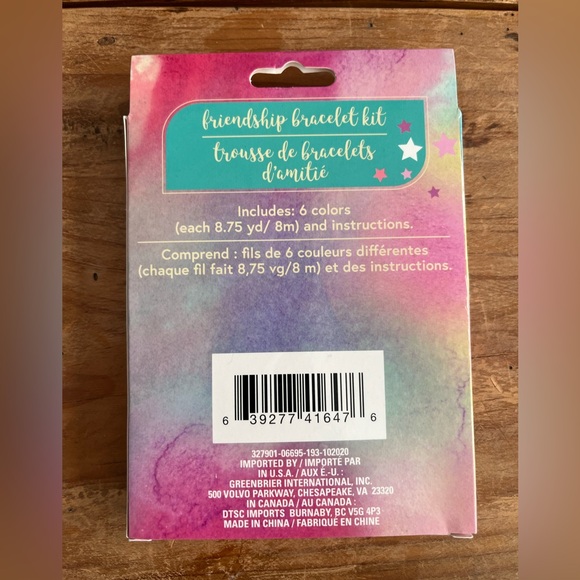 friendship bracelet kit
trousse de bracelets
d'amitié
Includes: 6 colors
(each 8.75 yd/ 8m) and instructions.
Comprend : fils de 6 couleurs différentes
(chaque fil fait 8,75 vg/8 m) et des instructions.
6 39277 41647 6
327901-06695-193-102020
IMPORTED BY / IMPORTÉ PAR
IN U.S.A. / AUX É.-U. :
GREENBRIER INTERNATIONAL, INC.
500 VOLVO PARKWAY, CHESAPEAKE, VA 23320
IN CANADA / AU CANADA :
DTSC IMPORTS BURNABY, BC V5G 4P3
MADE IN CHINA / FABRIQUÉ EN CHINE